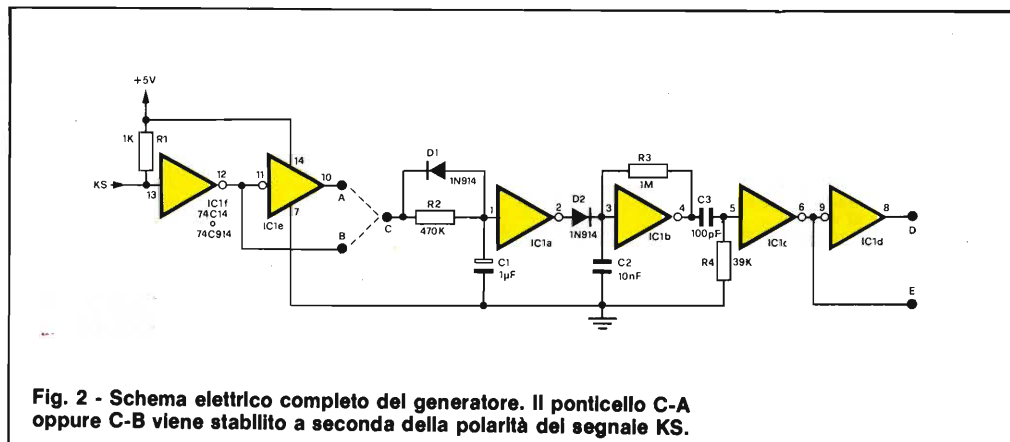 +5V
1K R1
KS
13
12
IC1f
74C14
o
74C914
11
14
10
7
IC1e
A
B
C
D1
1N914
R2
470K
1
C1
1µF
2
IC1a
D2
1N914
3
C2
10nF
R3
1M
4
IC1b
C3
100pF
5
R4
39K
6
IC1c
9
8
IC1d
D
E
Fig. 2 - Schema elettrico completo del generatore. Il ponticello C-A
oppure C-B viene stabilito a seconda della polarità del segnale KS.